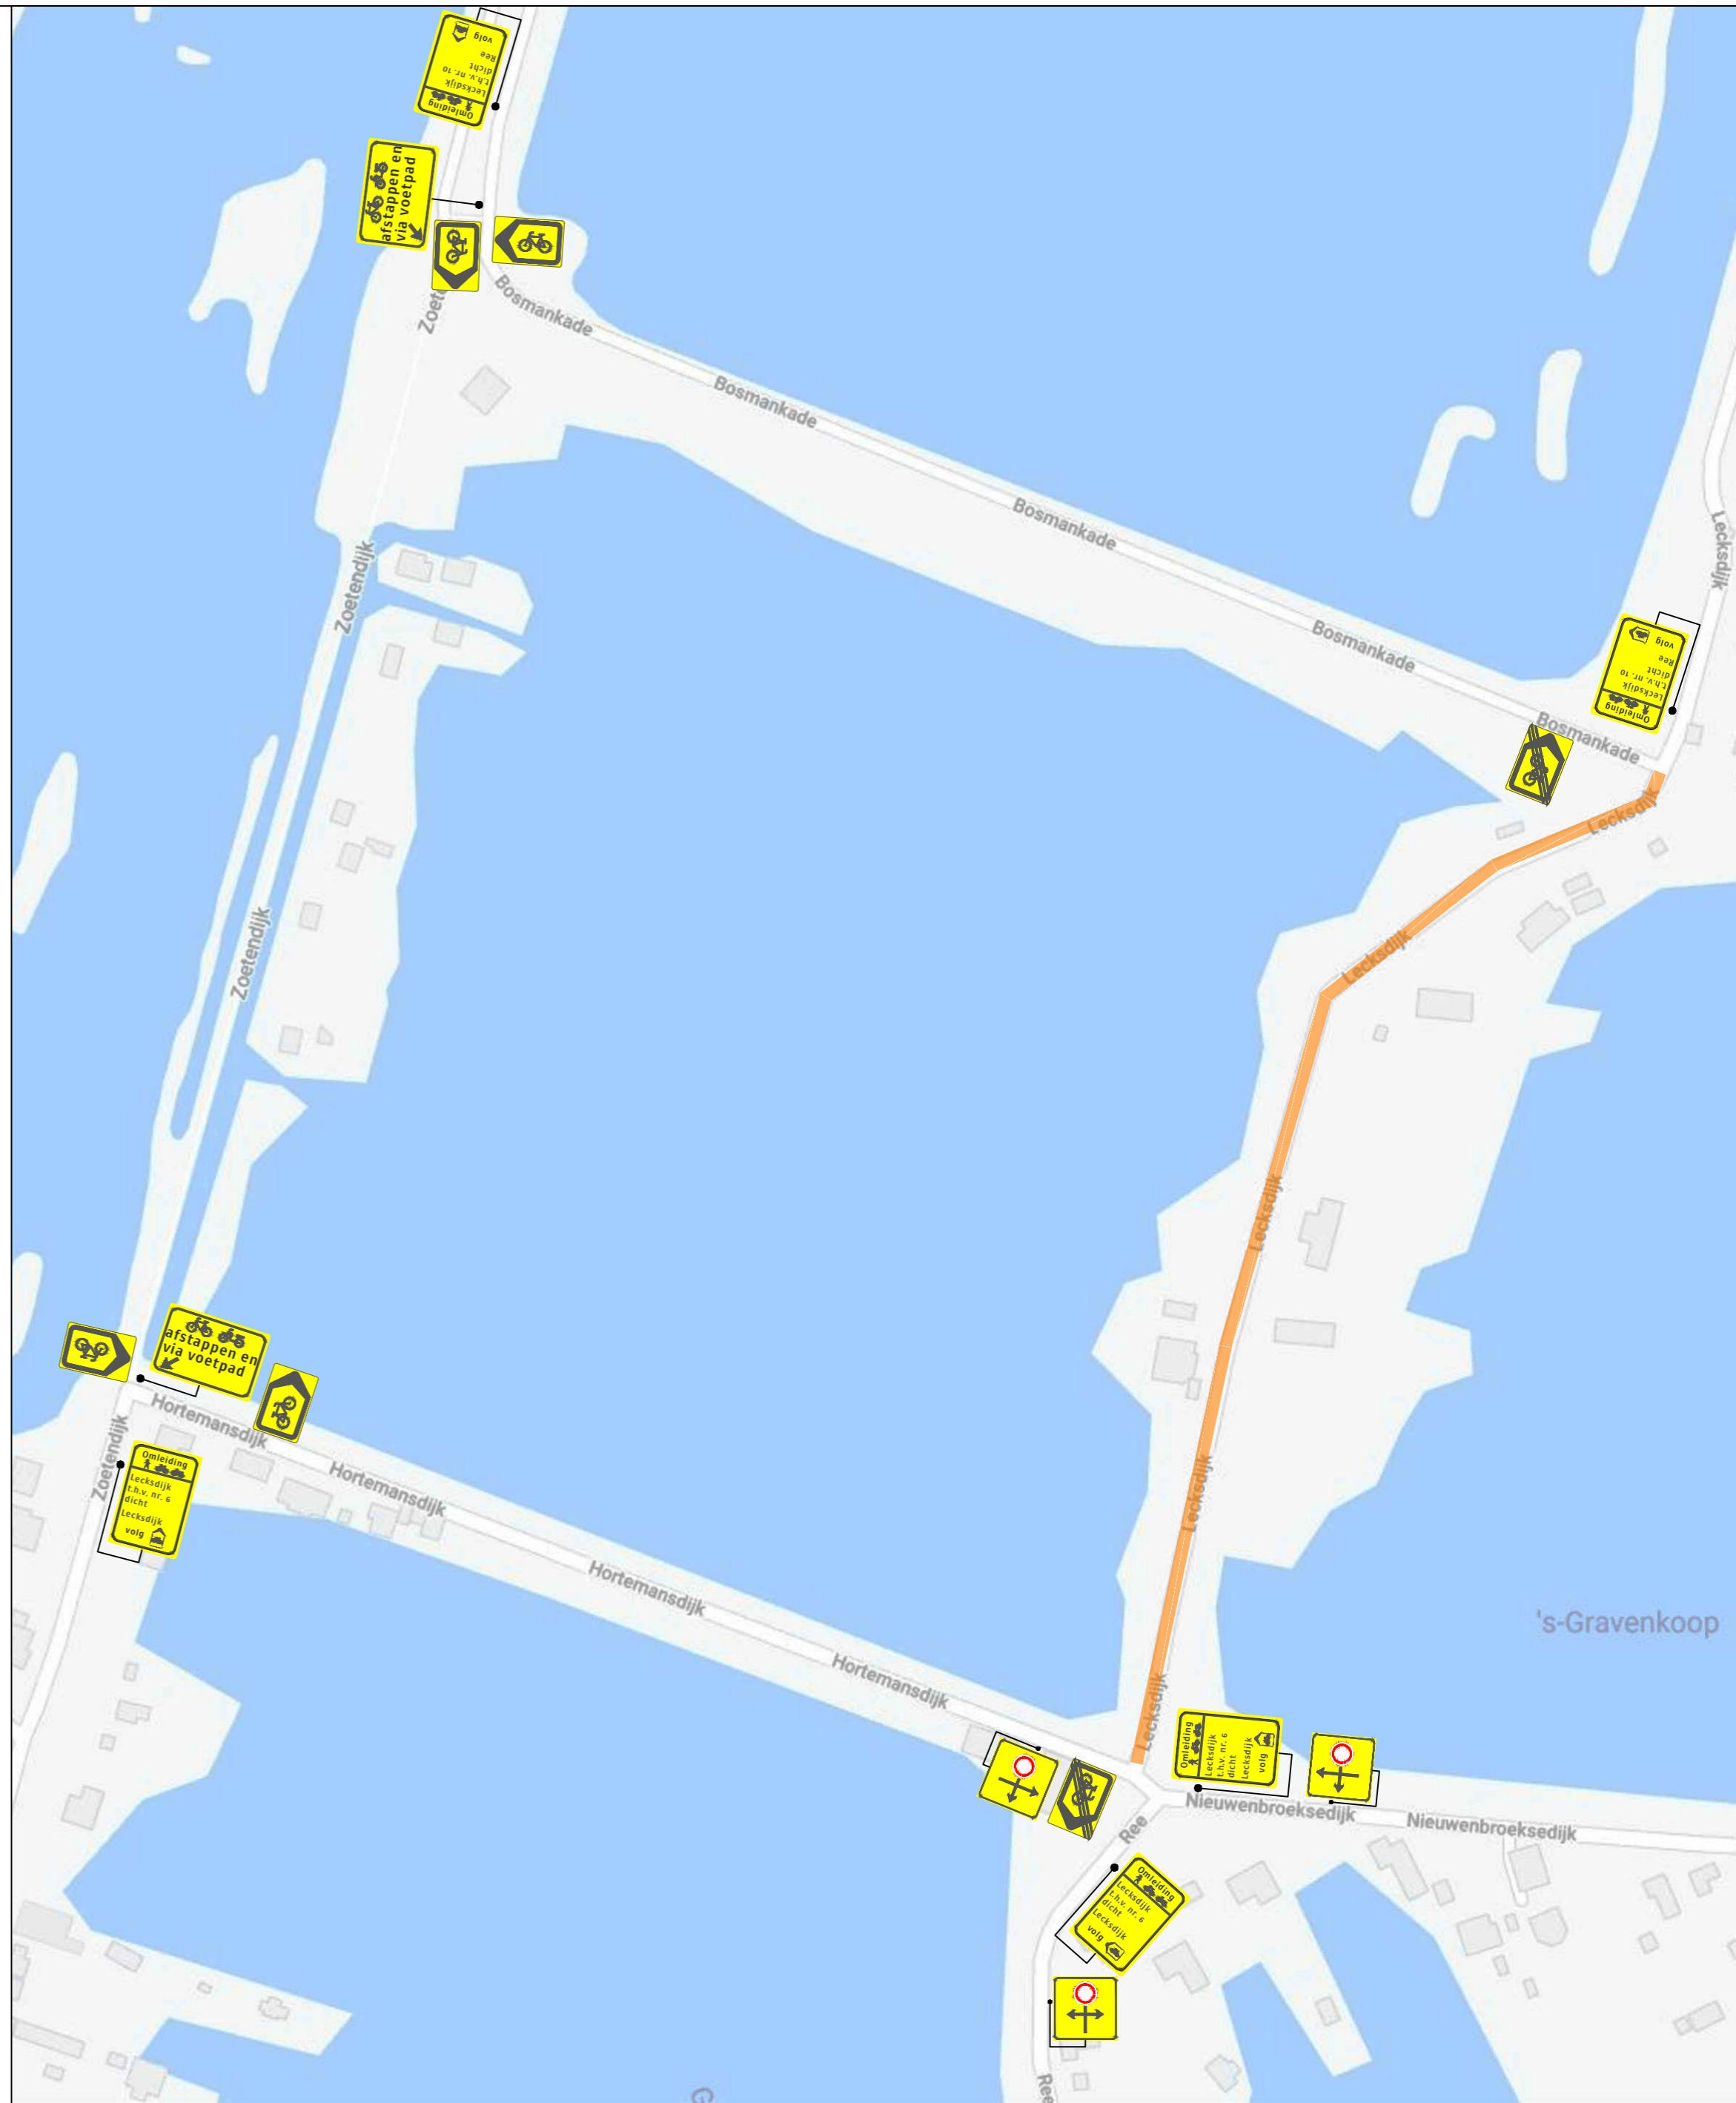 Omleiding
Lecksdijk
t.h.v. nr. 10
dicht
Ree
volg
afstappen en
via voetpad
Zoete
Bosmankade
Bosmankade
Bosmankade
Bosmankade
Bosmankade
Lecksdijk
Omleiding
Lecksdijk
t.h.v. nr. 10
dicht
Ree
volg
Zoetendijk
Zoetendijk
Lecksdijk
Lecksdijk
Lecksdijk
Lecksdijk
Lecksdijk
afstappen en
via voetpad
Zoetendijk
Hortemansdijk
Hortemansdijk
Hortemansdijk
Hortemansdijk
Omleiding
Lecksdijk
t.h.v. nr. 6
dicht
Lecksdijk
volg
's-Gravenkoop
Omleiding
Lecksdijk
t.h.v. nr. 6
dicht
Lecksdijk
volg
Nieuwenbroeksedijk
Nieuwenbroeksedijk
Ree
Omleiding
Lecksdijk
t.h.v. nr. 6
dicht
Lecksdijk
volg
Ree
G